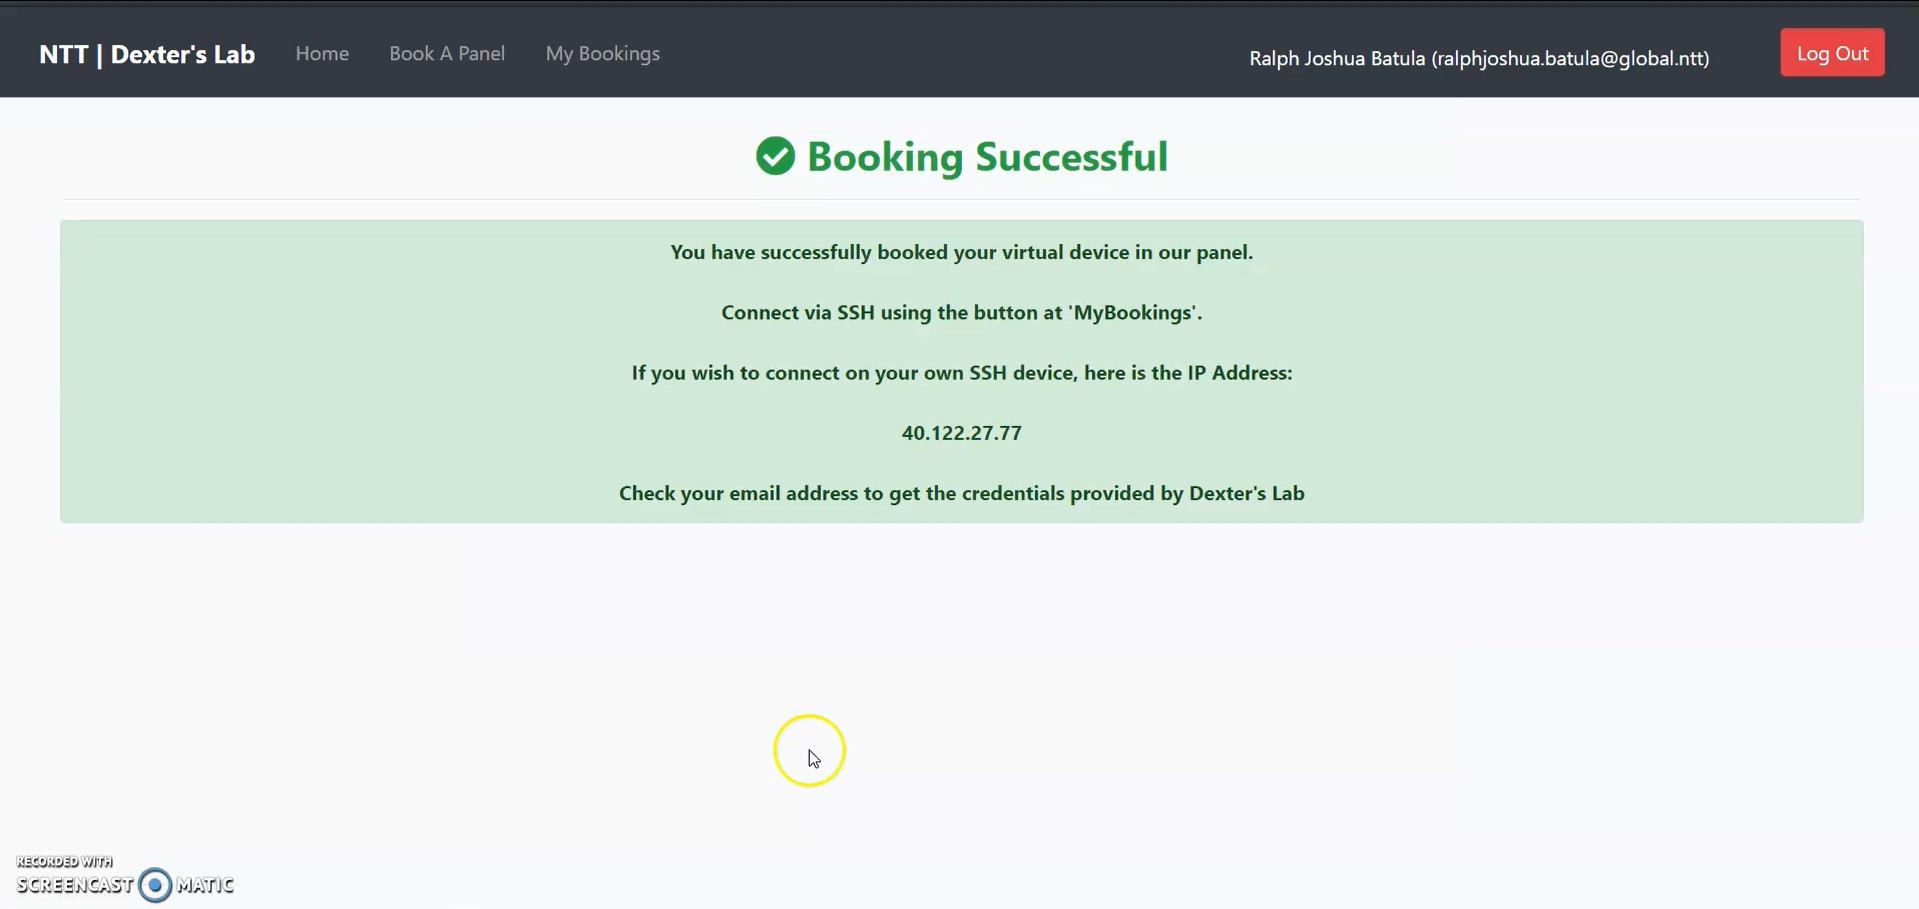 NTT | Dexter's Lab Home Book A Panel My Bookings Ralph Joshua Batula (ralphjoshua.batula@global.ntt) Log Out
Booking Successful
You have successfully booked your virtual device in our panel.
Connect via SSH using the button at 'MyBookings'.
If you wish to connect on your own SSH device, here is the IP Address:
40.122.27.77
Check your email address to get the credentials provided by Dexter's Lab
RECORDED WITH
SCREENCAST MATIC